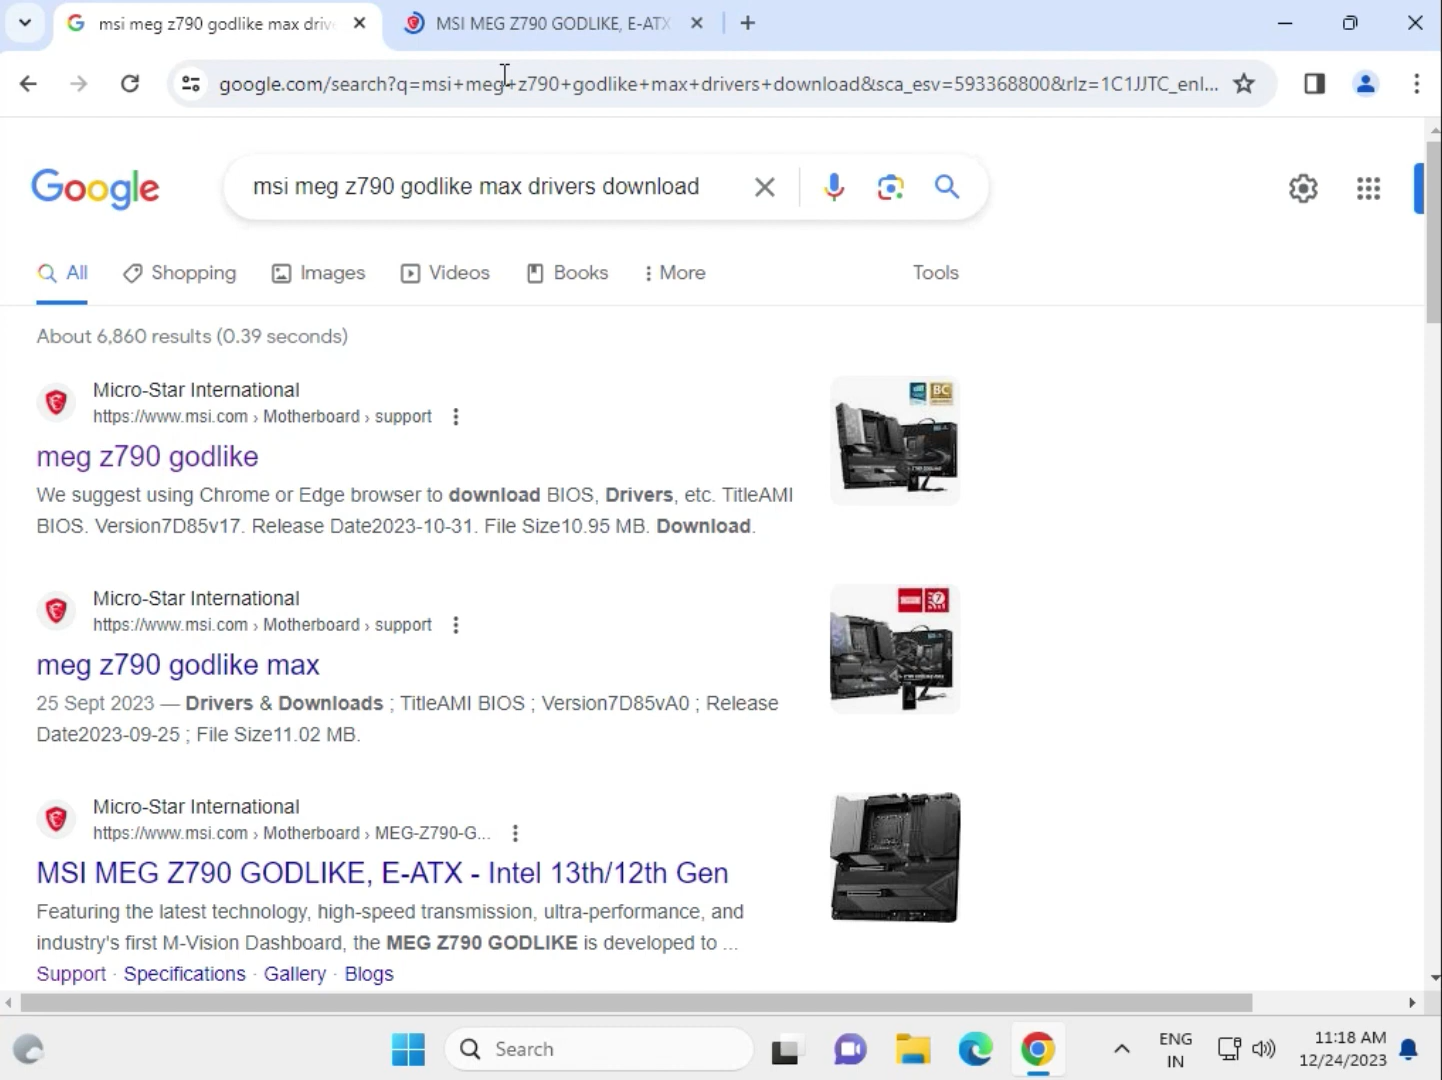 msi meg z790 godlike max driv
MSI MEG Z790 GODLIKE, E-ATX
google.com/search?q=msi+meg+z790+godlike+max+drivers+download&sca_esv=593368800&rlz=1C1JJTC_enI...
Google
msi meg z790 godlike max drivers download
All Shopping Images Videos Books More Tools
About 6,860 results (0.39 seconds)
Micro-Star International
https://www.msi.com › Motherboard › support
meg z790 godlike
We suggest using Chrome or Edge browser to download BIOS, Drivers, etc. TitleAMI
BIOS. Version7D85v17. Release Date2023-10-31. File Size10.95 MB. Download.
Micro-Star International
https://www.msi.com › Motherboard › support
meg z790 godlike max
25 Sept 2023 — Drivers & Downloads ; TitleAMI BIOS ; Version7D85vA0 ; Release
Date2023-09-25 ; File Size11.02 MB.
Micro-Star International
https://www.msi.com › Motherboard › MEG-Z790-G...
MSI MEG Z790 GODLIKE, E-ATX - Intel 13th/12th Gen
Featuring the latest technology, high-speed transmission, ultra-performance, and
industry's first M-Vision Dashboard, the MEG Z790 GODLIKE is developed to ...
Support · Specifications · Gallery · Blogs
Search
ENG
IN
11:18 AM
12/24/2023